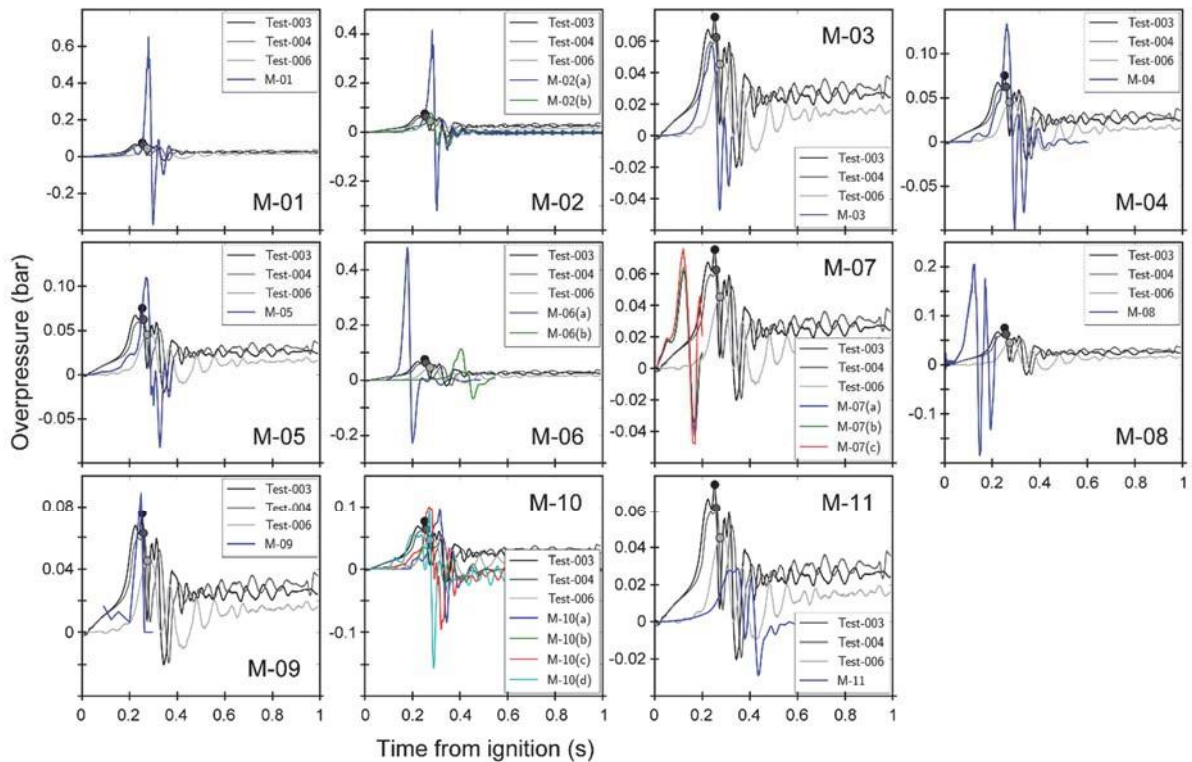 Overpressure (bar)
Test-003
Test-004
Test-006
M-01
0.6
0.4
0.2
0
-0.2
M-01
Test-003
Test-004
Test-006
M-02(a)
M-02(b)
0.4
0.2
0
-0.2
M-02
M-03
0.06
0.04
0.02
0
-0.02
-0.04
Test-003
Test-004
Test-006
M-03
Test-003
Test-004
Test-006
M-04
0.10
0.05
0
-0.05
M-04
Test-003
Test-004
Test-006
M-05
0.10
0.05
0
-0.05
M-05
Test-003
Test-004
Test-006
M-06(a)
M-06(b)
0.4
0.2
0
-0.2
M-06
M-07
0.06
0.04
0.02
0
-0.02
-0.04
Test-003
Test-004
Test-006
M-07(a)
M-07(b)
M-07(c)
Test-003
Test-004
Test-006
M-08
0.2
0.1
0
-0.1
M-08
0 0.2 0.4 0.6 0.8 1
Test-003
Test-004
Test-006
M-09
0.08
0.04
0
M-09
0 0.2 0.4 0.6 0.8 1
M-10
0.1
0
-0.1
Test-003
Test-004
Test-006
M-10(a)
M-10(b)
M-10(c)
M-10(d)
0 0.2 0.4 0.6 0.8 1
M-11
0.06
0.04
0.02
0
-0.02
Test-003
Test-004
Test-006
M-11
0 0.2 0.4 0.6 0.8 1
Time from ignition (s)